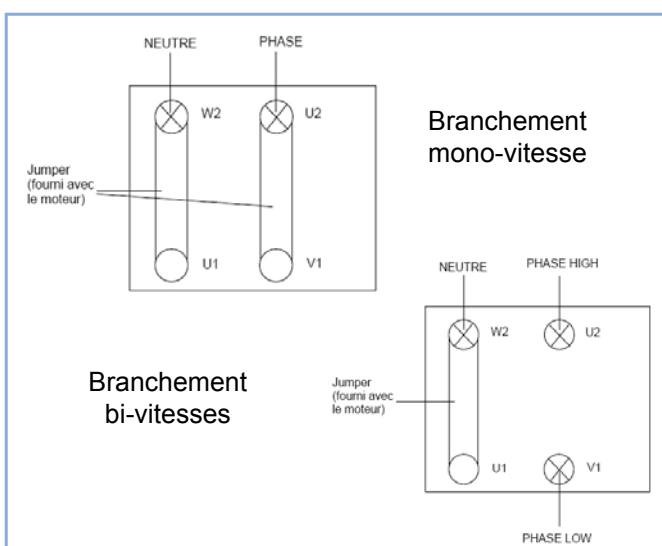 NEUTRE PHASE
W2 U2
Branchement
mono-vitesse
Jumper
(fourni avec
le moteur)
U1 V1
NEUTRE PHASE HIGH
W2 U2
Branchement
bi-vitesses
Jumper
(fourni avec
le moteur)
U1 V1
PHASE LOW